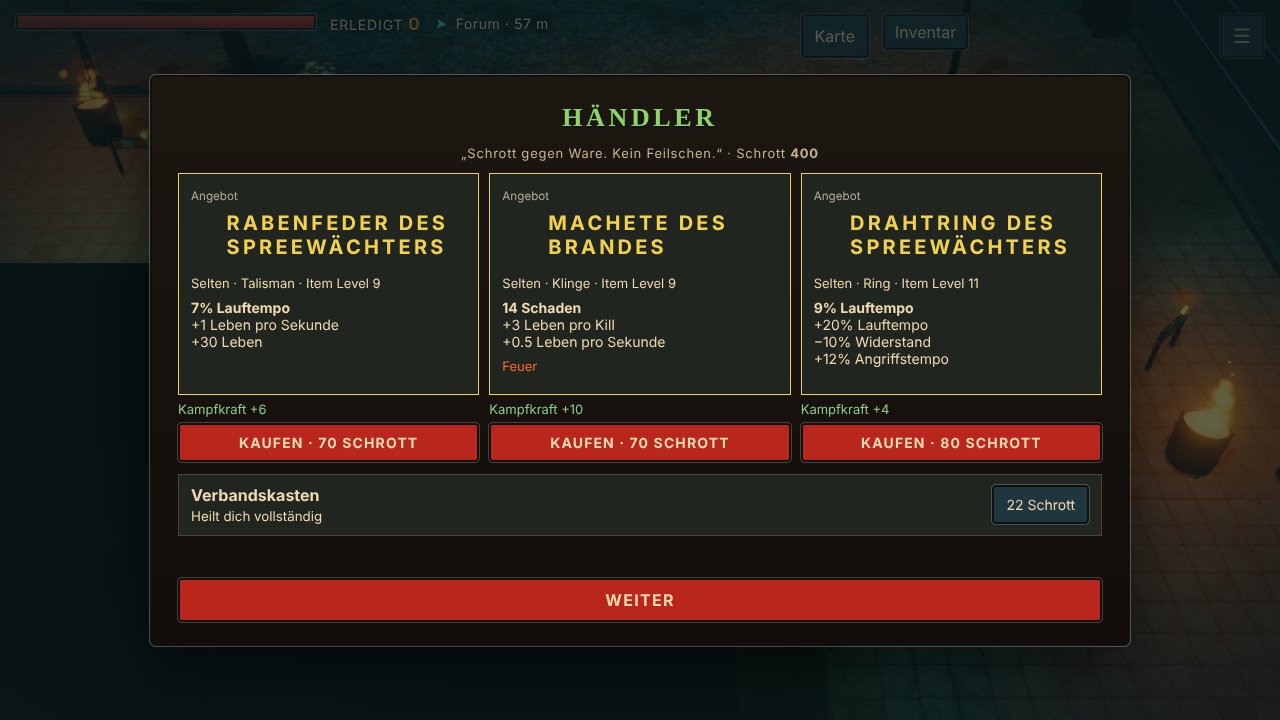 ERLEDIGT 0 ➤ Forum · 57 m
Karte
Inventar
☰
HÄNDLER
„Schrott gegen Ware. Kein Feilschen.“ · Schrott 400
Angebot
RABENFEDER DES
SPREEWÄCHTERS
Selten · Talisman · Item Level 9
7% Lauftempo
+1 Leben pro Sekunde
+30 Leben
Kampfkraft +6
KAUFEN · 70 SCHROTT
Angebot
MACHETE DES
BRANDES
Selten · Klinge · Item Level 9
14 Schaden
+3 Leben pro Kill
+0.5 Leben pro Sekunde
Feuer
Kampfkraft +10
KAUFEN · 70 SCHROTT
Angebot
DRAHTRING DES
SPREEWÄCHTERS
Selten · Ring · Item Level 11
9% Lauftempo
+20% Lauftempo
−10% Widerstand
+12% Angriffstempo
Kampfkraft +4
KAUFEN · 80 SCHROTT
Verbandskasten
Heilt dich vollständig
22 Schrott
WEITER